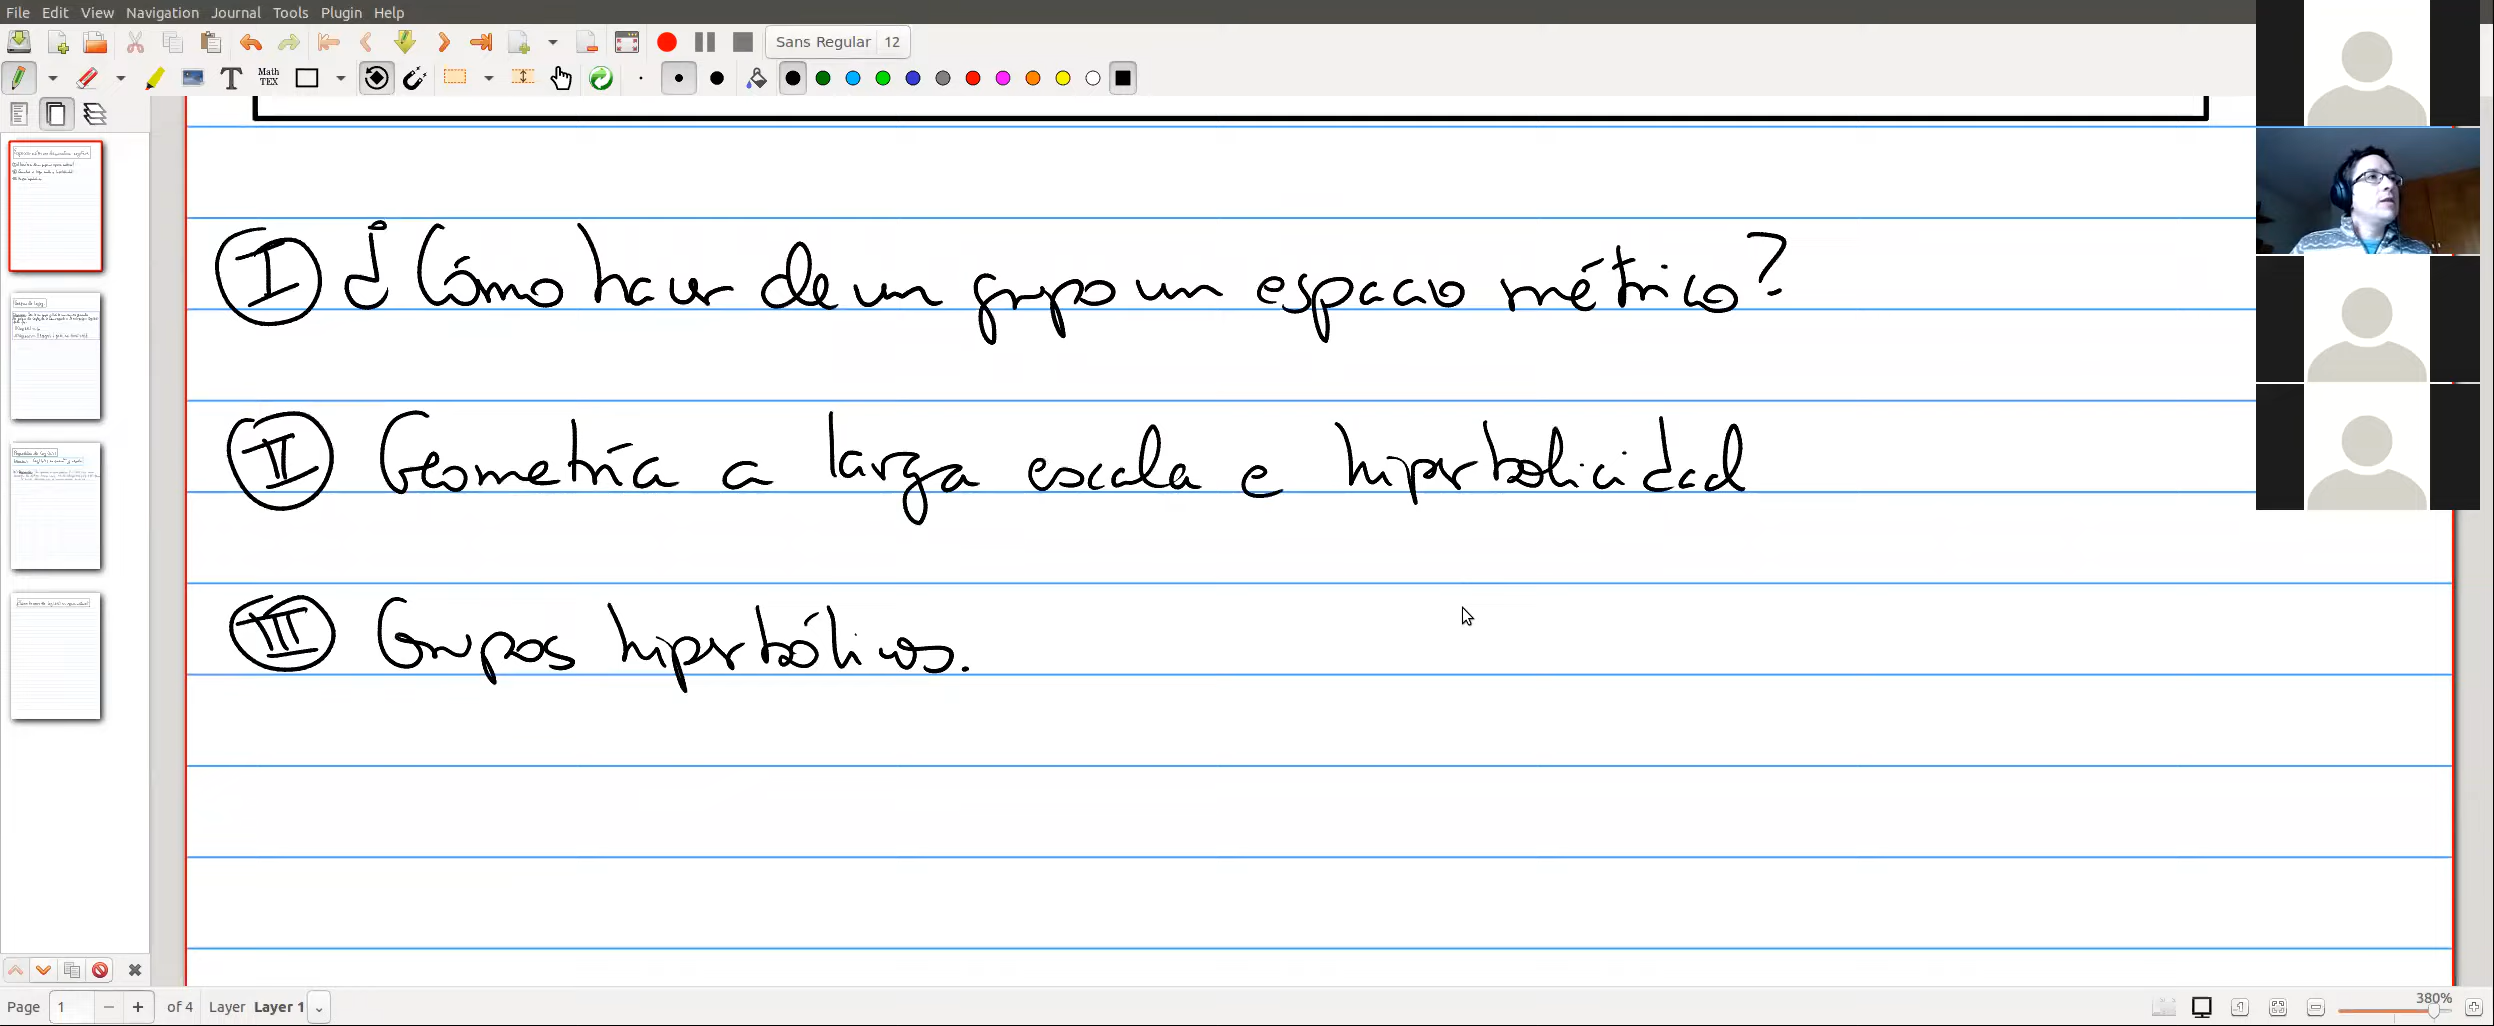 File Edit View Navigation Journal Tools Plugin Help
Sans Regular 12
Math
TEX
I ¿Cómo hacer de un grupo un espacio métrico?
II Geometría a larga escala e hiperbolicidad
III Grupos hiperbólicos.
Page 1 of 4 Layer Layer 1
380%